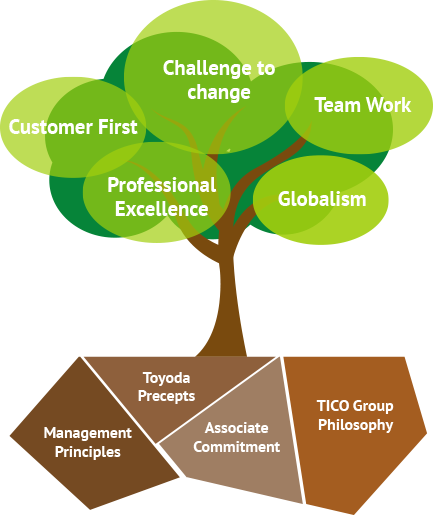 Challenge to
change
Team Work
Customer First
Professional
Excellence
Globalism
Toyoda
Precepts
TICO Group
Philosophy
Associate
Commitment
Management
Principles